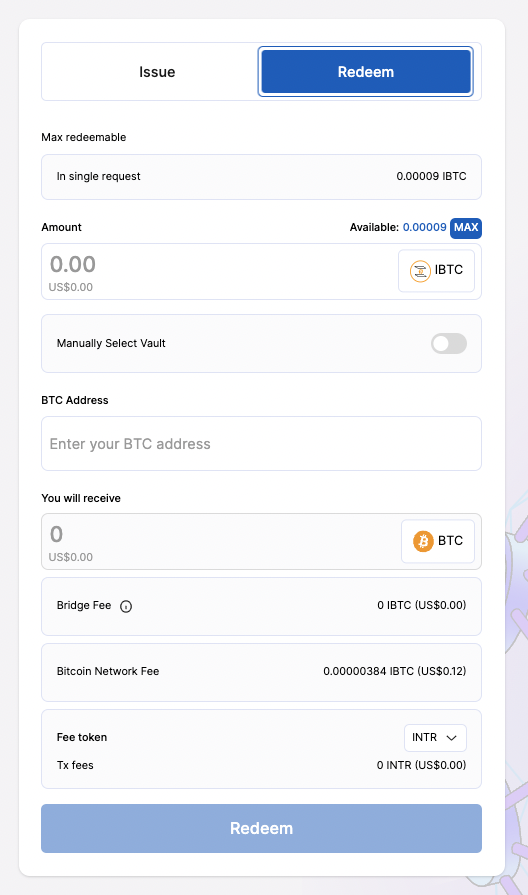 Issue Redeem
Max redeemable
In single request 0.00009 IBTC
Amount Available: 0.00009 MAX
0.00 IBTC
US$0.00
Manually Select Vault
BTC Address
Enter your BTC address
You will receive
0 BTC
US$0.00
Bridge Fee 0 IBTC (US$0.00)
Bitcoin Network Fee 0.00000384 IBTC (US$0.12)
Fee token INTR
Tx fees 0 INTR (US$0.00)
Redeem